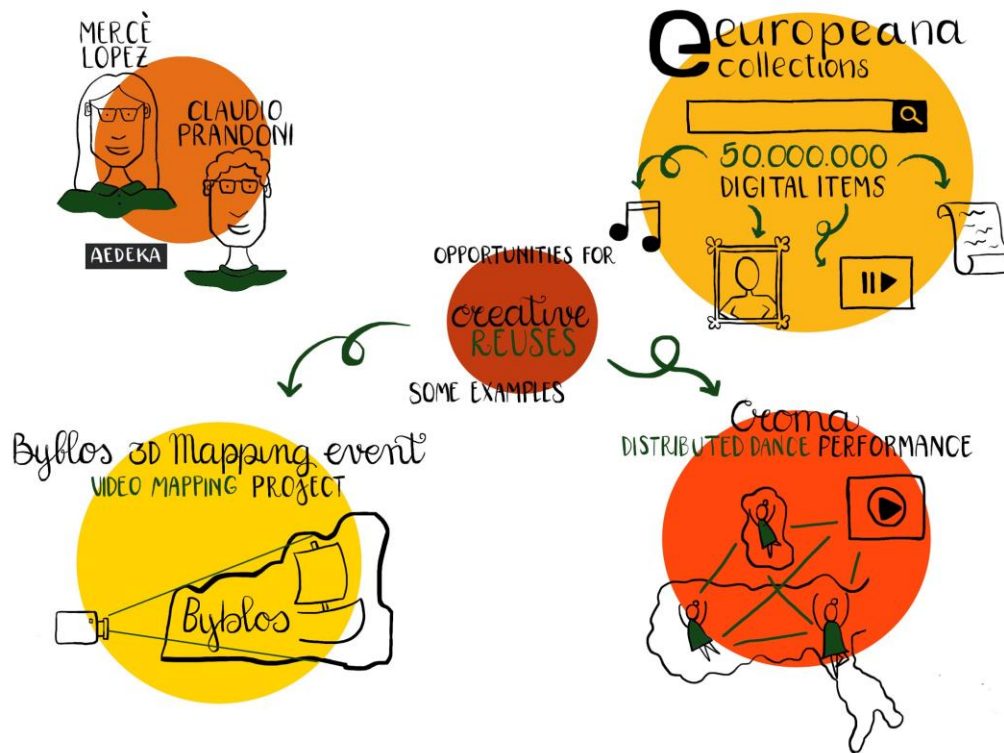 MERCÈ
LOPEZ
CLAUDIO
PRANDONI
AEDEKA
europeana
collections
50.000.000
DIGITAL ITEMS
OPPORTUNITIES FOR
creative
REUSES
SOME EXAMPLES
Byblos 3D Mapping event
VIDEO MAPPING PROJECT
Byblos
Croma
DISTRIBUTED DANCE PERFORMANCE